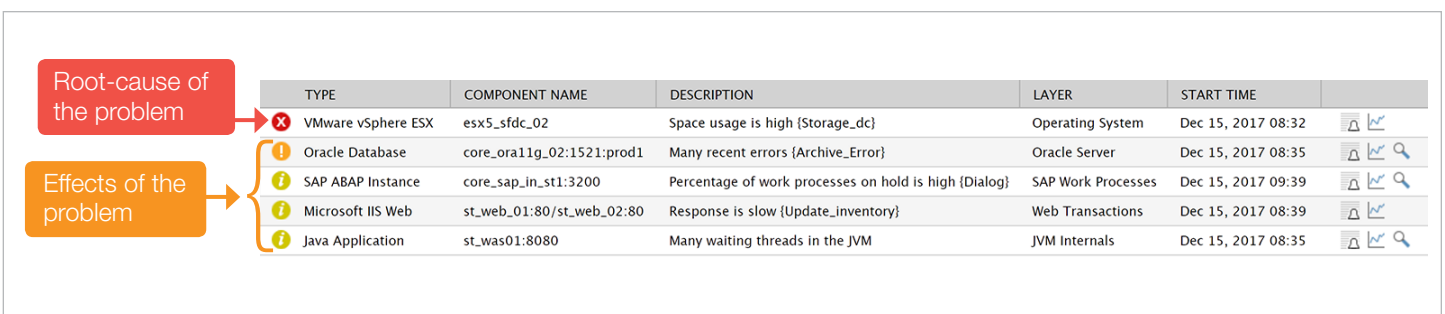 Root-cause of
the problem
TYPE COMPONENT NAME DESCRIPTION LAYER START TIME
VMware vSphere ESX esx5_sfdc_02 Space usage is high {Storage_dc} Operating System Dec 15, 2017 08:32
Oracle Database core_ora11g_02:1521:prod1 Many recent errors {Archive_Error} Oracle Server Dec 15, 2017 08:35
Effects of the
problem
SAP ABAP Instance core_sap_in_st1:3200 Percentage of work processes on hold is high {Dialog} SAP Work Processes Dec 15, 2017 09:39
Microsoft IIS Web st_web_01:80/st_web_02:80 Response is slow {Update_inventory} Web Transactions Dec 15, 2017 08:39
Java Application st_was01:8080 Many waiting threads in the JVM JVM Internals Dec 15, 2017 08:35